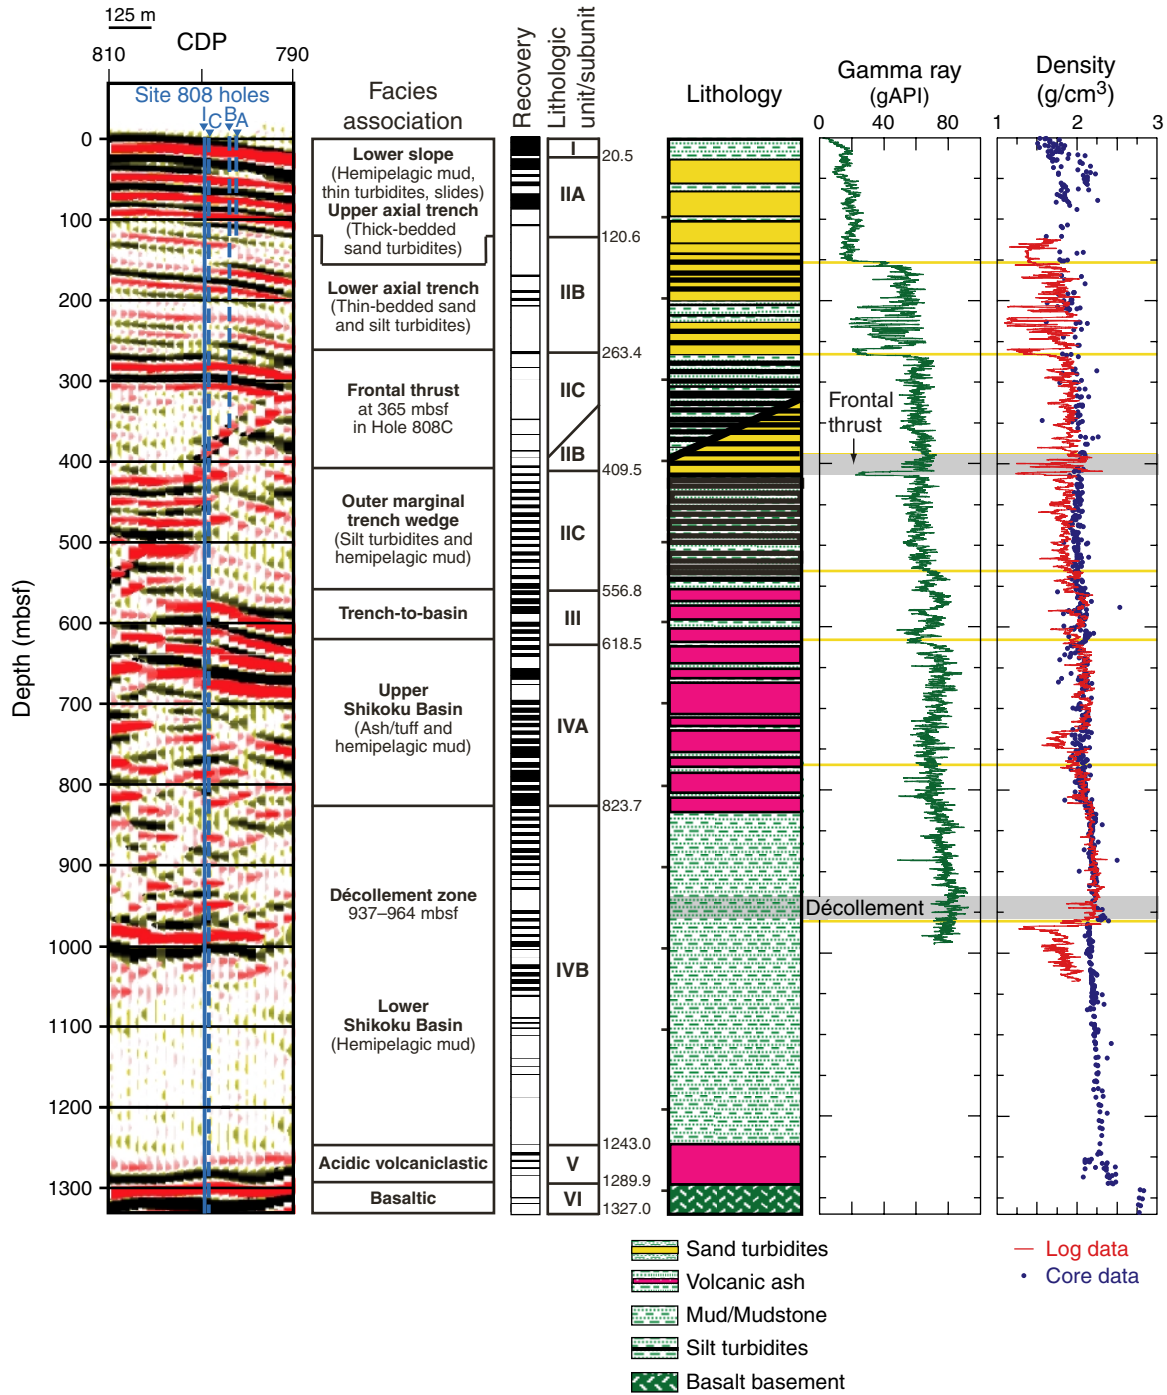 125 m
CDP
810
790
Site 808 holes
I
C
B
A
Depth (mbsf)
0
100
200
300
400
500
600
700
800
900
1000
1100
1200
1300
Facies
association
Lower slope
(Hemipelagic mud,
thin turbidites, slides)
Upper axial trench
(Thick-bedded
sand turbidites)
Lower axial trench
(Thin-bedded sand
and silt turbidites)
Frontal thrust
at 365 mbsf
in Hole 808C
Outer marginal
trench wedge
(Silt turbidites and
hemipelagic mud)
Trench-to-basin
Upper
Shikoku Basin
(Ash/tuff and
hemipelagic mud)
Décollement zone
937–964 mbsf
Lower
Shikoku Basin
(Hemipelagic mud)
Acidic volcaniclastic
Basaltic
Recovery
Lithologic
unit/subunit
I
IIA
IIB
IIC
IIB
IIC
III
IVA
IVB
V
VI
20.5
120.6
263.4
409.5
556.8
618.5
823.7
1243.0
1289.9
1327.0
Lithology
Gamma ray
(gAPI)
0
40
80
Frontal
thrust
Décollement
Density
(g/cm3)
1
2
3
Sand turbidites
Volcanic ash
Mud/Mudstone
Silt turbidites
Basalt basement
Log data
Core data